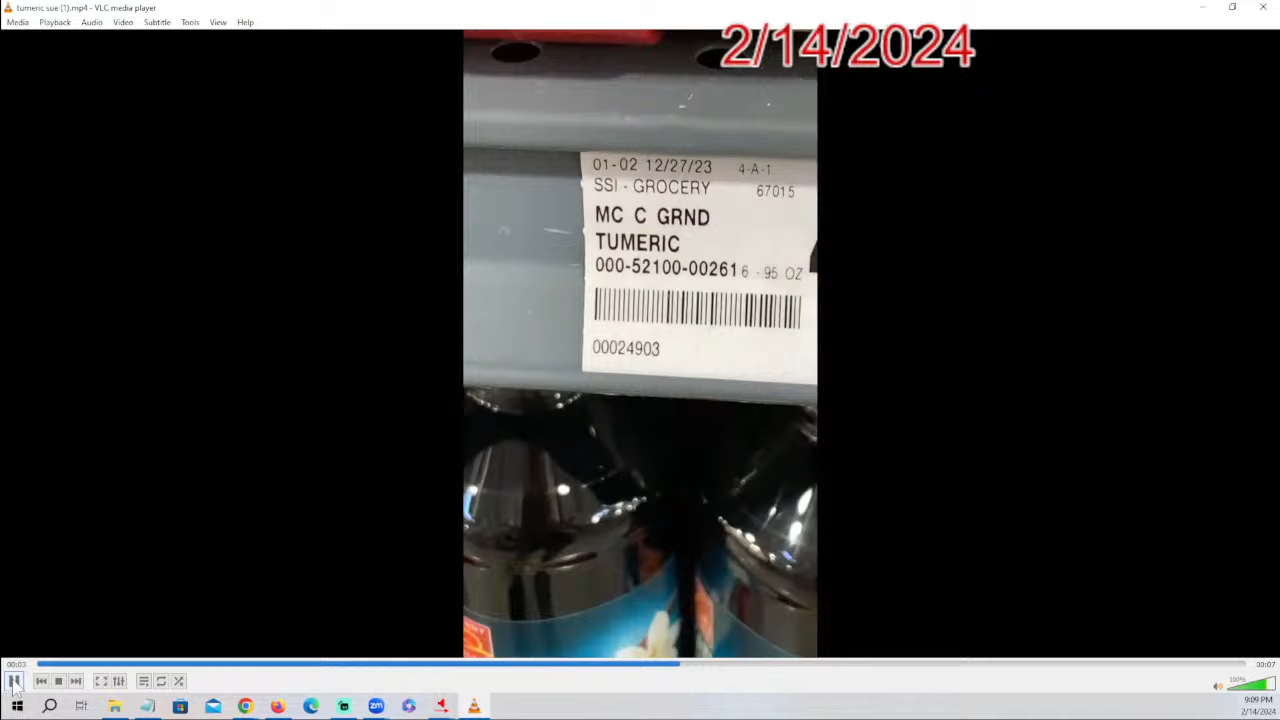 tumeric sue (1).mp4 - VLC media player
Media Playback Audio Video Subtitle Tools View Help
2/14/2024
01-02 12/27/23 4-A-1
SSI - GROCERY 67015
MC C GRND
TUMERIC
000-52100-00261 6 - .95 OZ
00024903
00:03 00:07
100%
zm
9:09 PM
2/14/2024